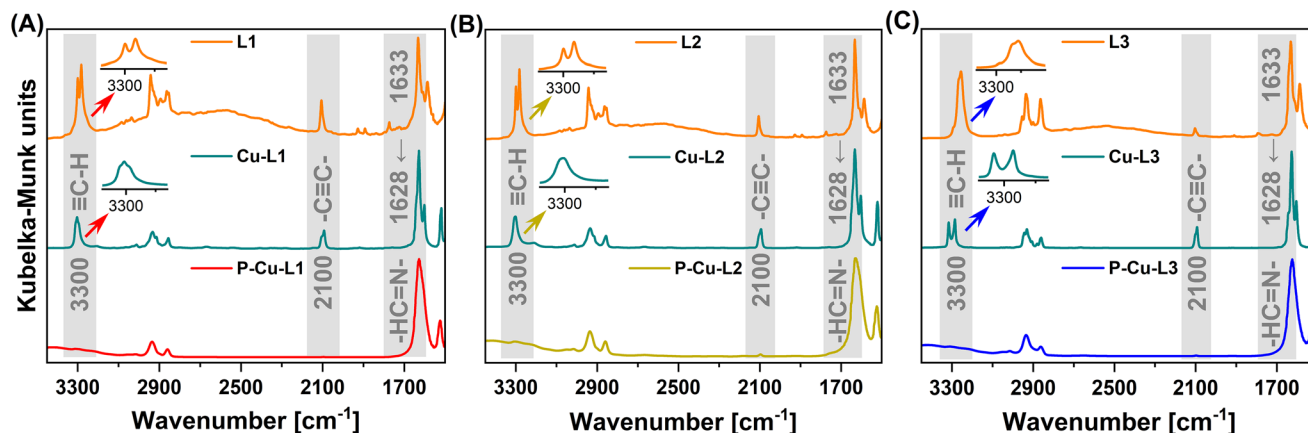 (A)
L1
3300
1633
Cu-L1
3300
≡C-H
-C≡C-
1628
P-Cu-L1
3300
2100
-HC=N-
3300 2900 2500 2100 1700
Wavenumber [cm-1]
Kubelka-Munk units
(B)
L2
3300
1633
Cu-L2
3300
≡C-H
-C≡C-
1628
P-Cu-L2
3300
2100
-HC=N-
3300 2900 2500 2100 1700
Wavenumber [cm-1]
(C)
L3
3300
1633
Cu-L3
3300
≡C-H
-C≡C-
1628
P-Cu-L3
3300
2100
-HC=N-
3300 2900 2500 2100 1700
Wavenumber [cm-1]